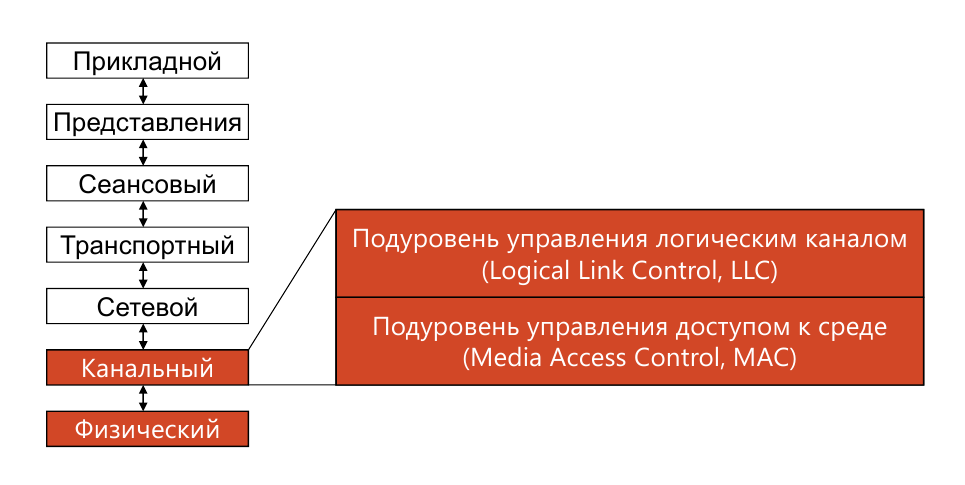 Прикладной
Представления
Сеансовый
Транспортный
Сетевой
Канальный
Физический
Подуровень управления логическим каналом
(Logical Link Control, LLC)
Подуровень управления доступом к среде
(Media Access Control, MAC)